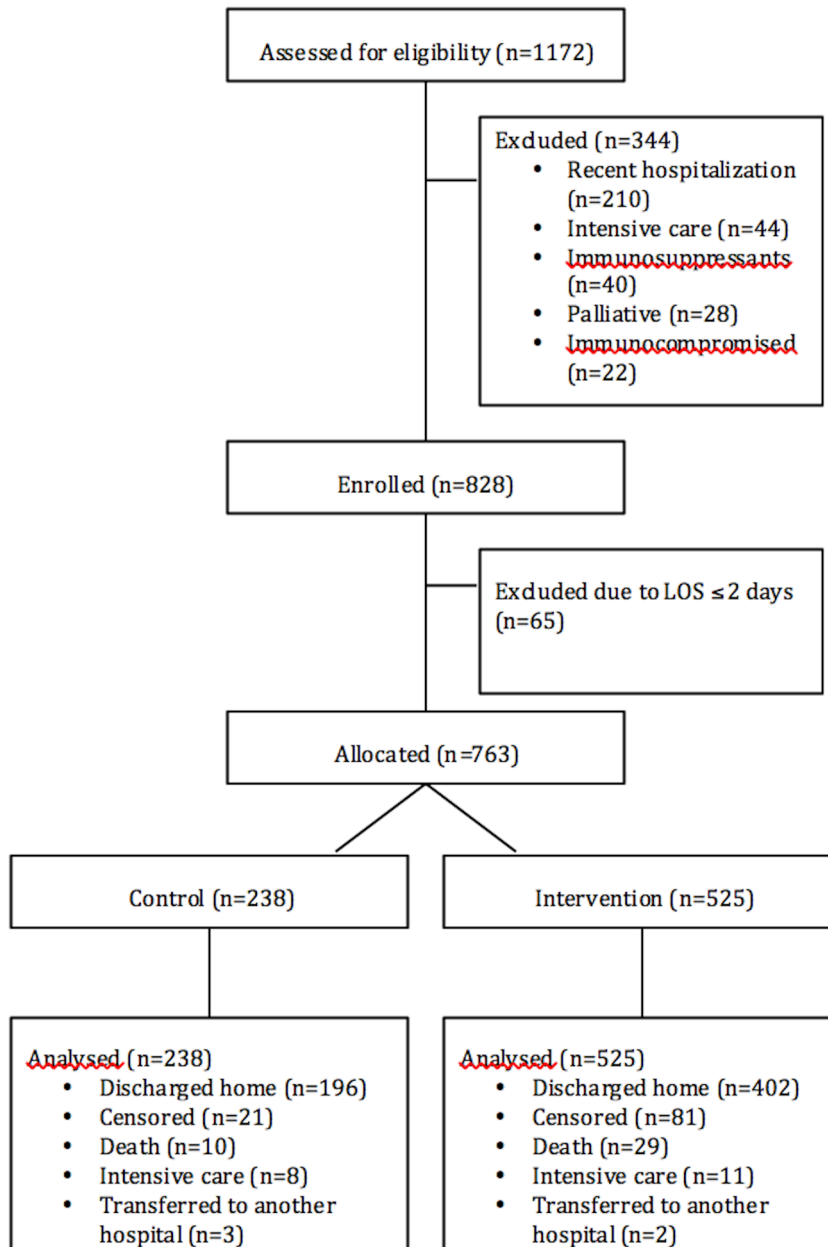 Assessed for eligibility (n=1172)
Excluded (n=344)
• Recent hospitalization
(n=210)
• Intensive care (n=44)
• Immunosuppressants
(n=40)
• Palliative (n=28)
• Immunocompromised
(n=22)
Enrolled (n=828)
Excluded due to LOS ≤2 days
(n=65)
Allocated (n=763)
Control (n=238)
Intervention (n=525)
Analysed (n=238)
• Discharged home (n=196)
• Censored (n=21)
• Death (n=10)
• Intensive care (n=8)
• Transferred to another
hospital (n=3)
Analysed (n=525)
• Discharged home (n=402)
• Censored (n=81)
• Death (n=29)
• Intensive care (n=11)
• Transferred to another
hospital (n=2)